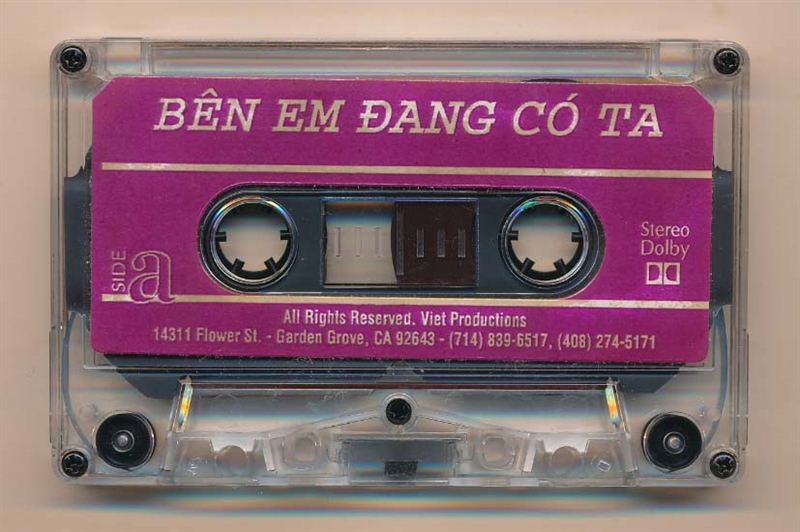 BÊN EM ĐANG CÓ TA
Stereo
Dolby
SIDE a
All Rights Reserved. Viet Productions
14311 Flower St. - Garden Grove, CA 92643 - (714) 839-6517, (408) 274-5171